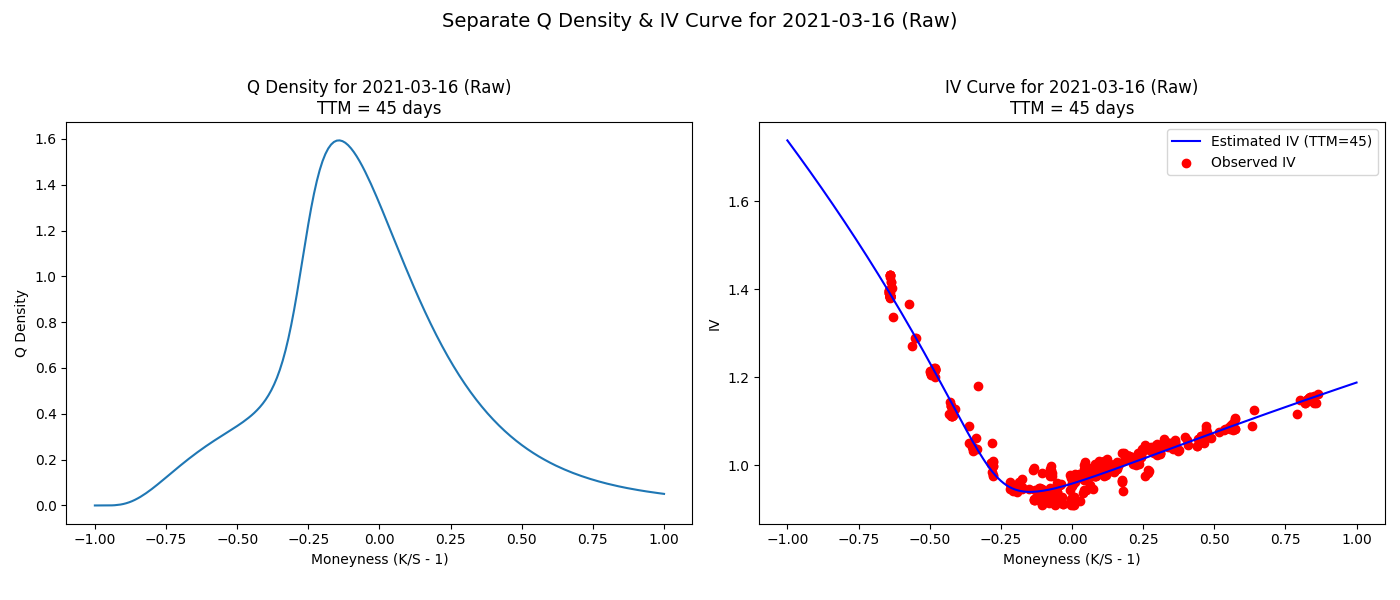 Separate Q Density & IV Curve for 2021-03-16 (Raw)
Q Density for 2021-03-16 (Raw)
TTM = 45 days
1.6
1.4
1.2
1.0
0.8
0.6
0.4
0.2
0.0
Q Density
−1.00 −0.75 −0.50 −0.25 0.00 0.25 0.50 0.75 1.00
Moneyness (K/S - 1)
IV Curve for 2021-03-16 (Raw)
TTM = 45 days
Estimated IV (TTM=45)
Observed IV
1.6
1.4
1.2
1.0
IV
−1.00 −0.75 −0.50 −0.25 0.00 0.25 0.50 0.75 1.00
Moneyness (K/S - 1)